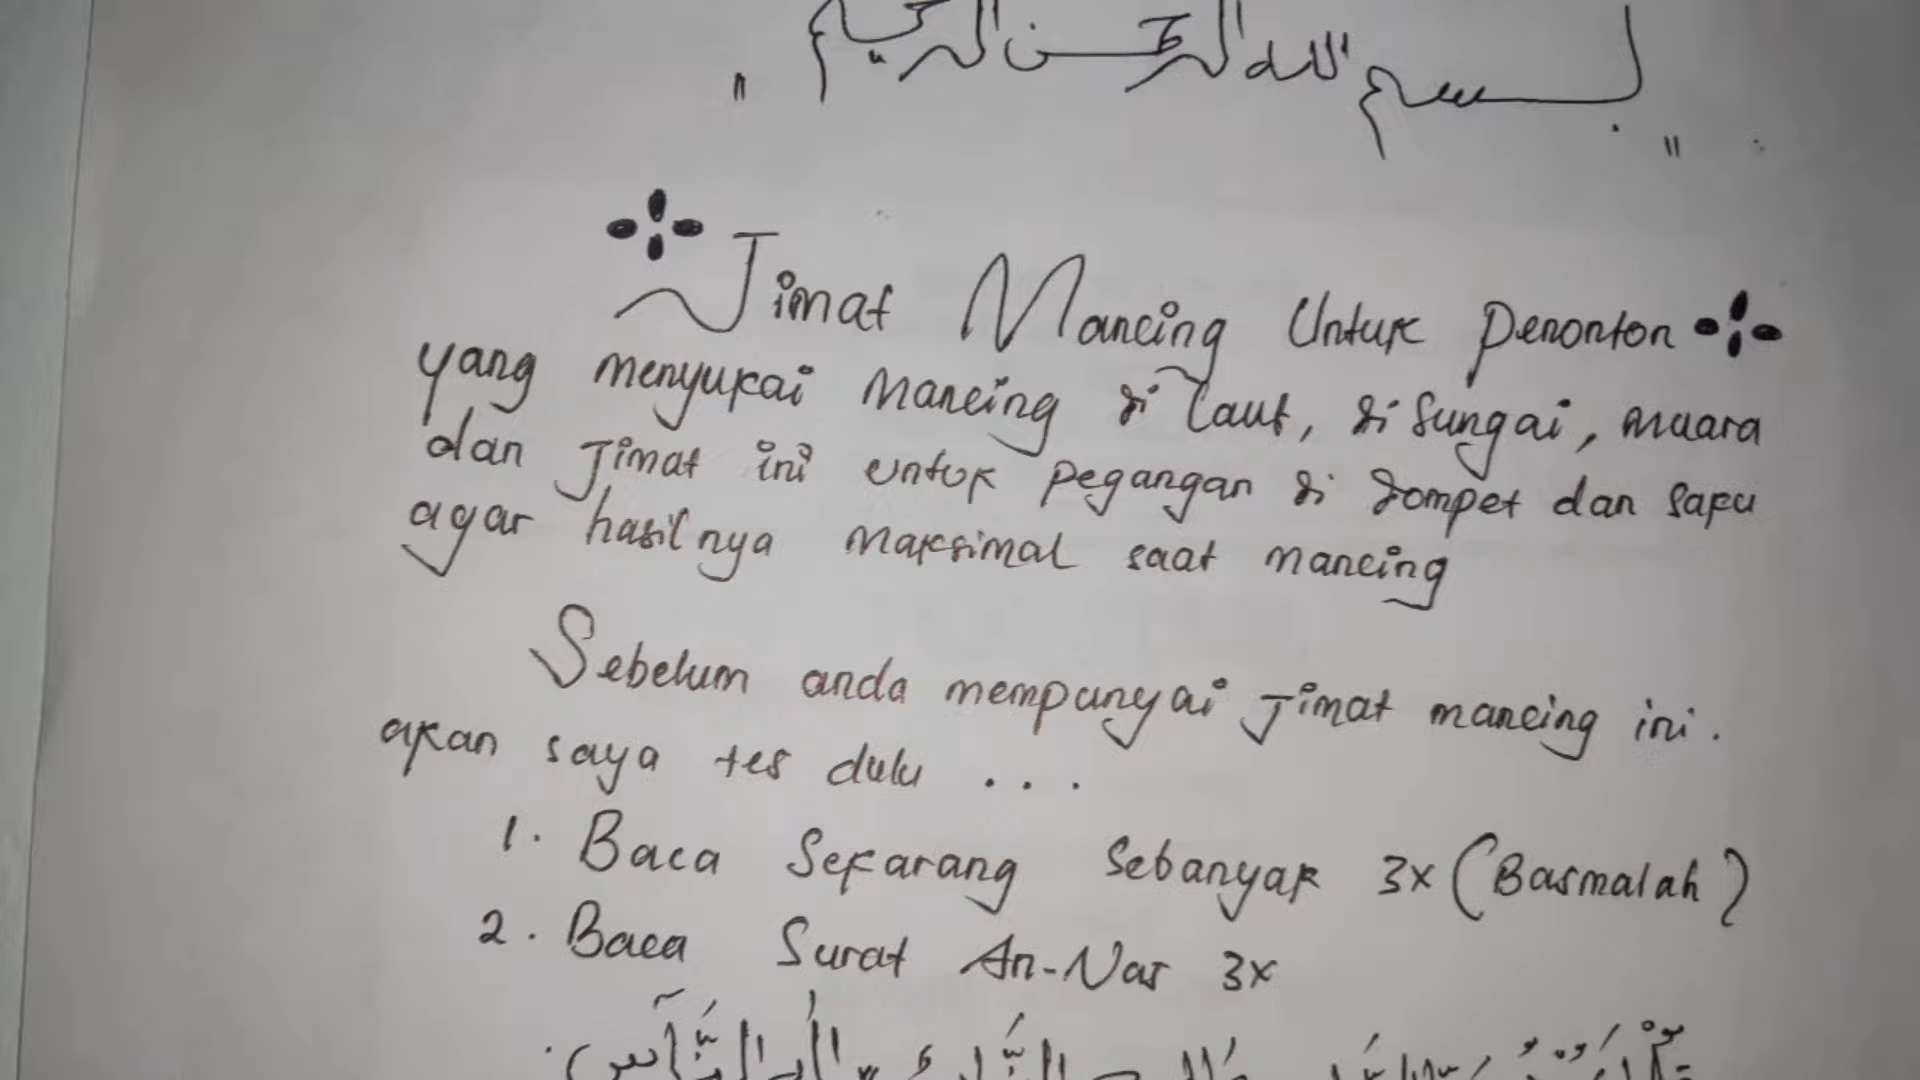 " بسم الله الرحمن الرحيم "
Jimat Mancing Untuk Penonton
yang menyukai Mancing di laut, di sungai, muara
dan Jimat ini untuk pegangan di dompet dan saku
agar hasilnya maksimal saat mancing
Sebelum anda mempunyai Jimat mancing ini.
akan saya tes dulu ...
1. Baca Sekarang Sebanyak 3x (Basmalah)
2. Baca Surat An-Nas 3x